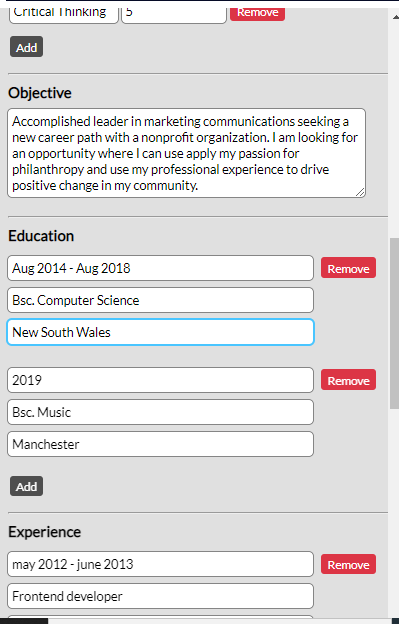 Critical Thinking 5 Remove
Add
Objective
Accomplished leader in marketing communications seeking a
new career path with a nonprofit organization. I am looking for
an opportunity where I can use apply my passion for
philanthropy and use my professional experience to drive
positive change in my community.
Education
Aug 2014 - Aug 2018 Remove
Bsc. Computer Science
New South Wales
2019 Remove
Bsc. Music
Manchester
Add
Experience
may 2012 - june 2013 Remove
Frontend developer